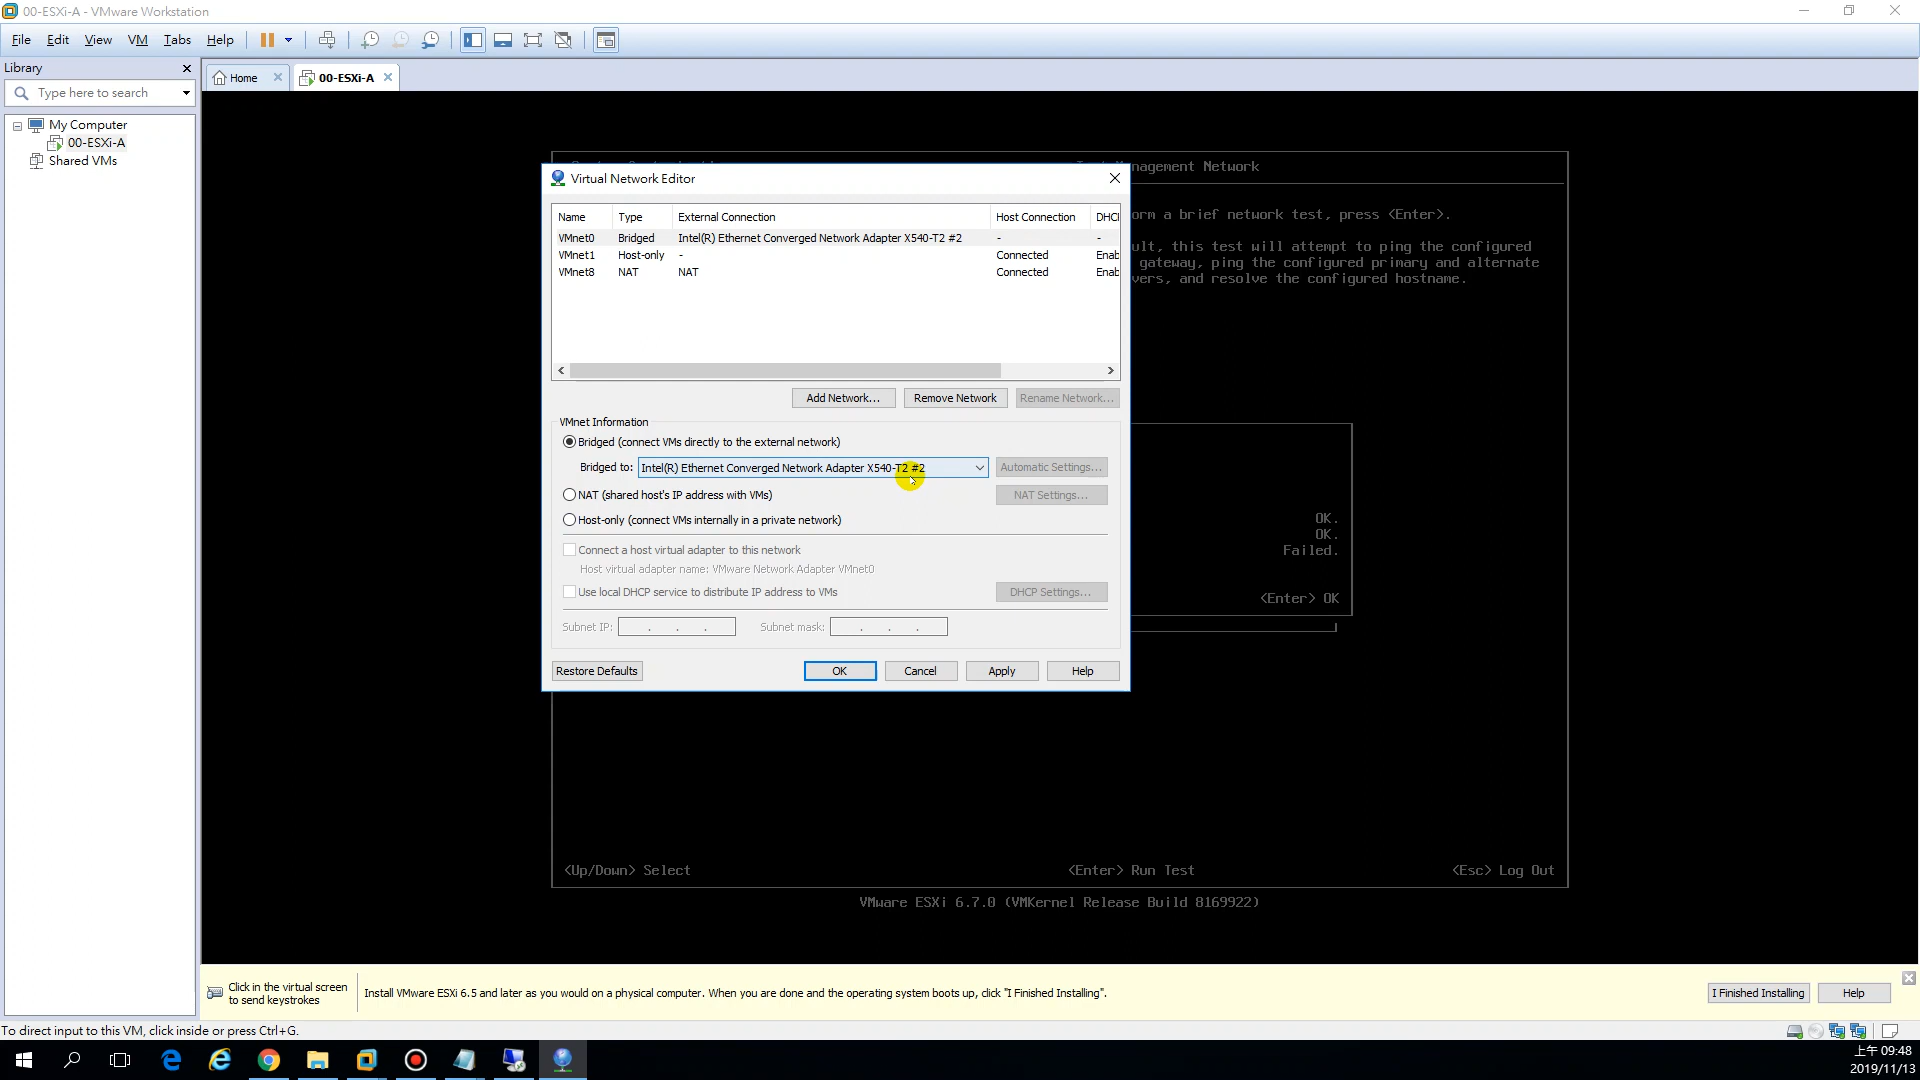 00-ESXi-A - VMware Workstation
File Edit View VM Tabs Help
Library
Home
00-ESXi-A
Type here to search
My Computer
00-ESXi-A
Shared VMs
nagement Network
Virtual Network Editor
Name Type External Connection Host Connection DHCI
VMnet0 Bridged Intel(R) Ethernet Converged Network Adapter X540-T2 #2 - -
VMnet1 Host-only - Connected Enab
VMnet8 NAT NAT Connected Enab
orm a brief network test, press <Enter>.
ult, this test will attempt to ping the configured
gateway, ping the configured primary and alternate
vers, and resolve the configured hostname.
Add Network... Remove Network Rename Network...
VMnet Information
Bridged (connect VMs directly to the external network)
Bridged to: Intel(R) Ethernet Converged Network Adapter X540-T2 #2 Automatic Settings...
NAT (shared host's IP address with VMs) NAT Settings...
Host-only (connect VMs internally in a private network)
Connect a host virtual adapter to this network
Host virtual adapter name: VMware Network Adapter VMnet0
Use local DHCP service to distribute IP address to VMs DHCP Settings...
Subnet IP: . . . Subnet mask: . . .
Restore Defaults OK Cancel Apply Help
OK.
OK.
Failed.
<Enter> OK
<Up/Down> Select <Enter> Run Test <Esc> Log Out
VMware ESXi 6.7.0 (VMKernel Release Build 8169922)
Click in the virtual screen
to send keystrokes
Install VMware ESXi 6.5 and later as you would on a physical computer. When you are done and the operating system boots up, click "I Finished Installing".
I Finished Installing Help
To direct input to this VM, click inside or press Ctrl+G.
上午 09:48
2019/11/13